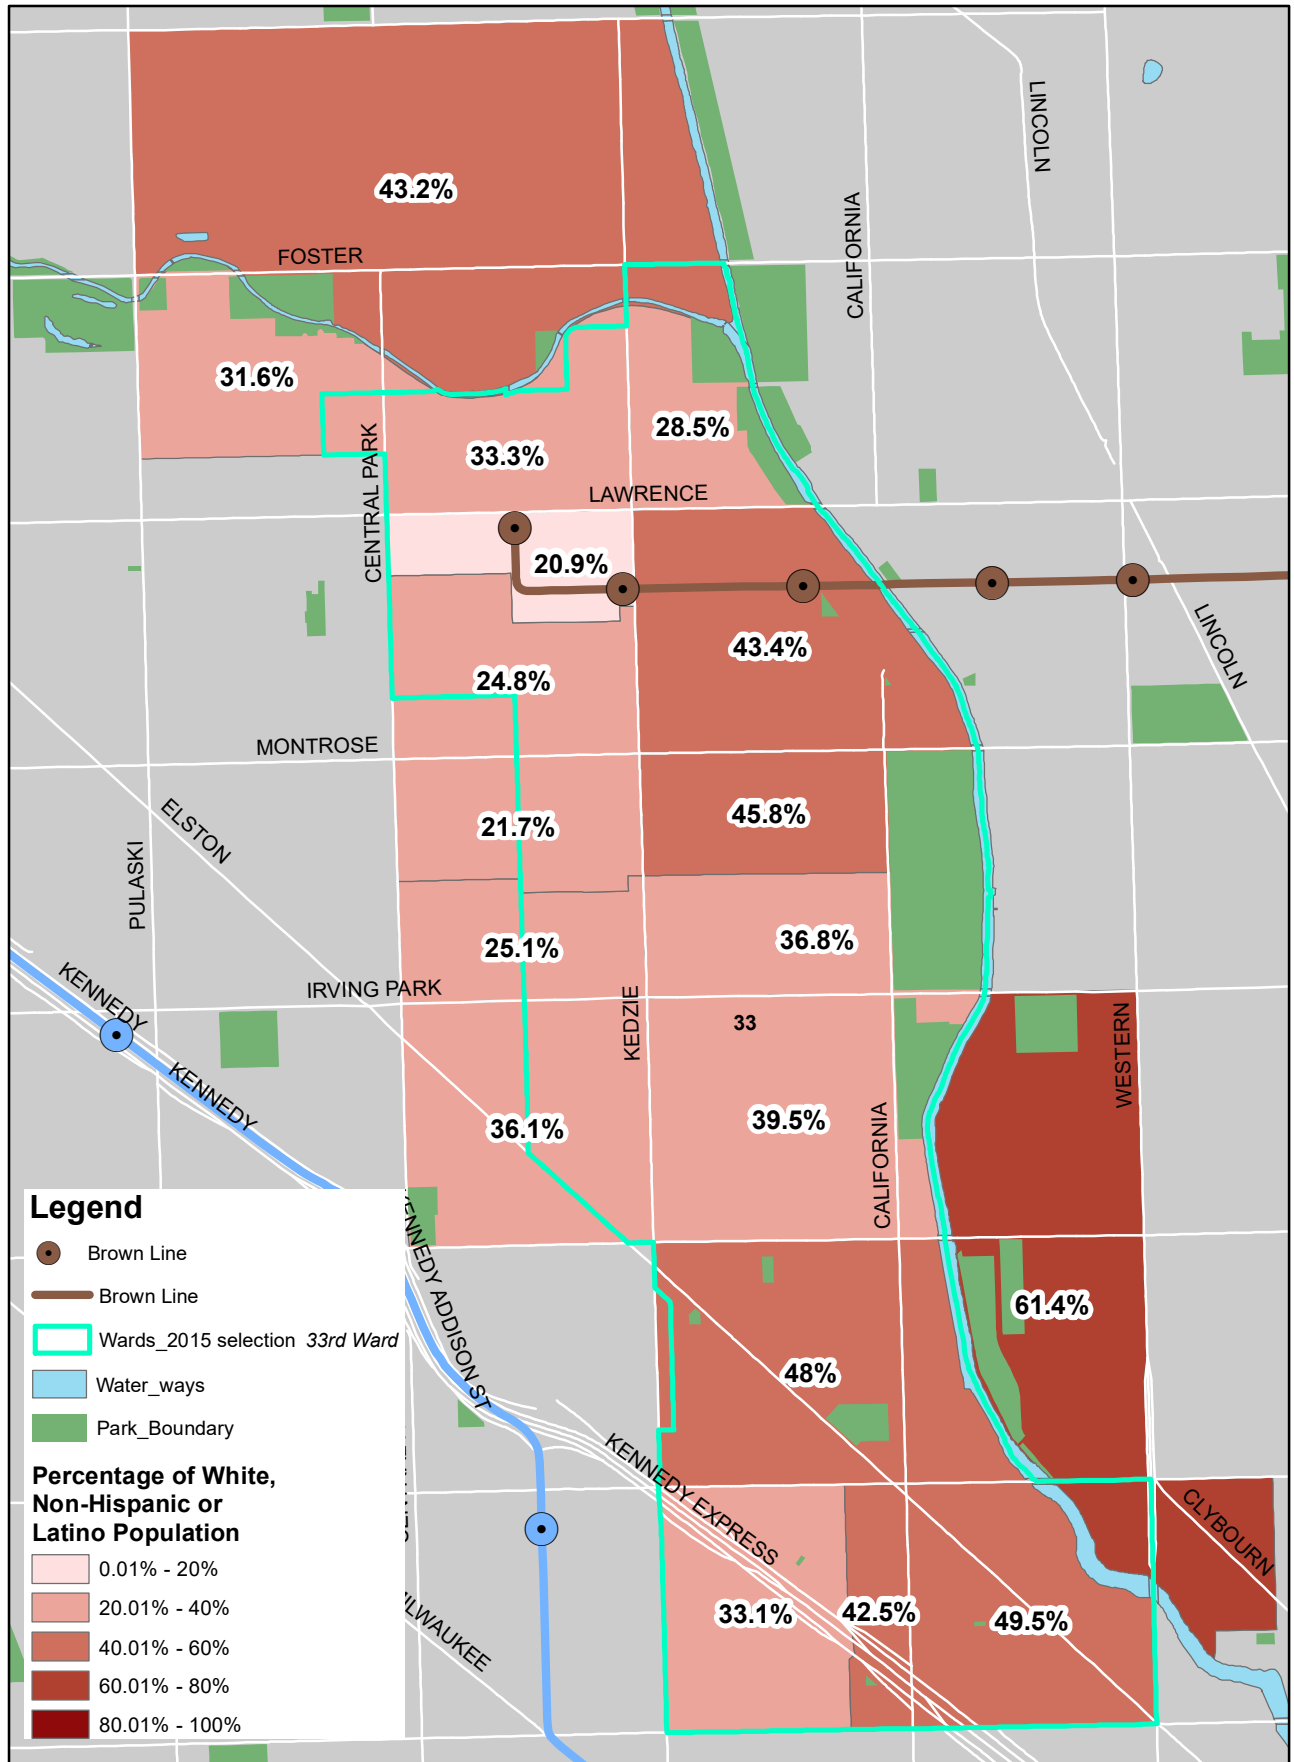 LINCOLN
43.2%
CALIFORNIA
FOSTER
31.6%
28.5%
33.3%
CENTRAL PARK
LAWRENCE
20.9%
43.4%
LINCOLN
24.8%
MONTROSE
ELSTON
21.7%
45.8%
PULASKI
25.1%
36.8%
KENNEDY
IRVING PARK
KEDZIE
33
WESTERN
KENNEDY
36.1%
39.5%
CALIFORNIA
KENNEDY ADDISON ST
61.4%
48%
KENNEDY EXPRESS
CLYBOURN
33.1%
42.5%
49.5%
Legend
Brown Line
Brown Line
Wards_2015 selection 33rd Ward
Water_ways
Park_Boundary
Percentage of White,
Non-Hispanic or
Latino Population
0.01% - 20%
20.01% - 40%
40.01% - 60%
60.01% - 80%
80.01% - 100%